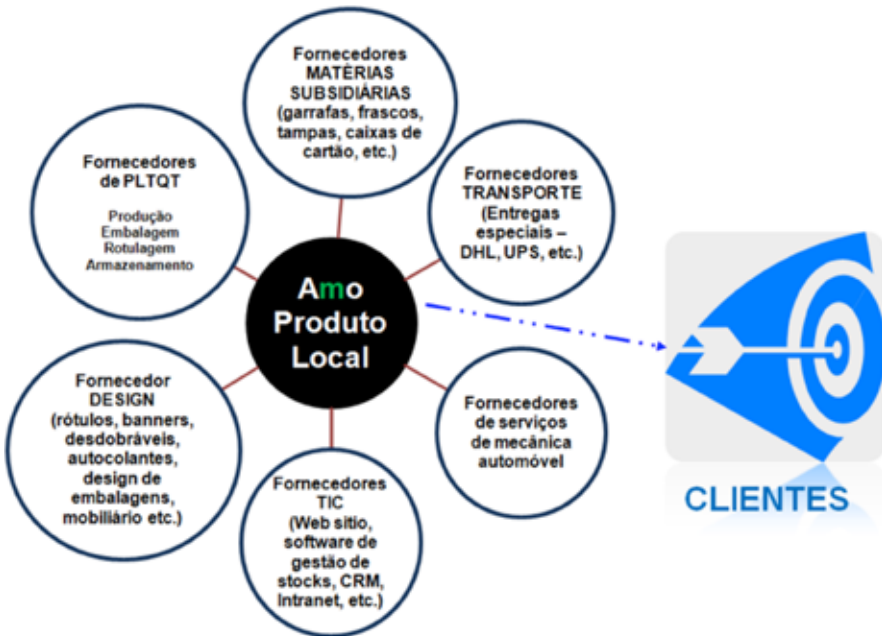 Fornecedores
MATÉRIAS
SUBSIDIÁRIAS
(garrafas, frascos,
tampas, caixas de
cartão, etc.)
Fornecedores
de PLTQT
Produção
Embalagem
Rotulagem
Armazenamento
Fornecedores
TRANSPORTE
(Entregas
especiais –
DHL, UPS, etc.)
Amo
Produto
Local
Fornecedor
DESIGN
(rótulos, banners,
desdobráveis,
autocolantes,
design de
embalagens,
mobiliário etc.)
Fornecedores
de serviços
de mecânica
automóvel
Fornecedores
TIC
(Web sitio,
software de
gestão de
stocks, CRM,
Intranet, etc.)
CLIENTES